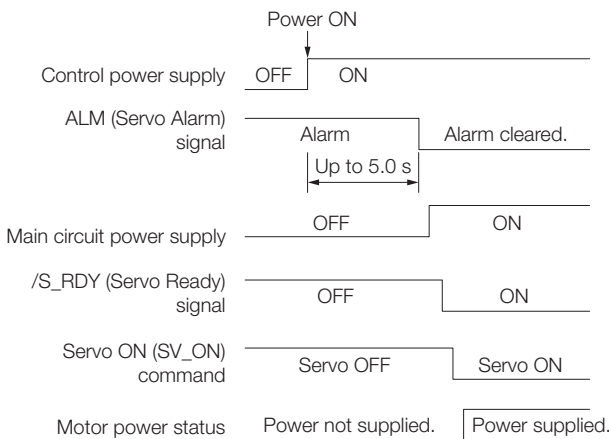 Power ON
Control power supply OFF ON
ALM (Servo Alarm)
signal
Alarm Alarm cleared.
Up to 5.0 s
Main circuit power supply OFF ON
/S_RDY (Servo Ready)
signal
OFF ON
Servo ON (SV_ON)
command
Servo OFF Servo ON
Motor power status Power not supplied. Power supplied.